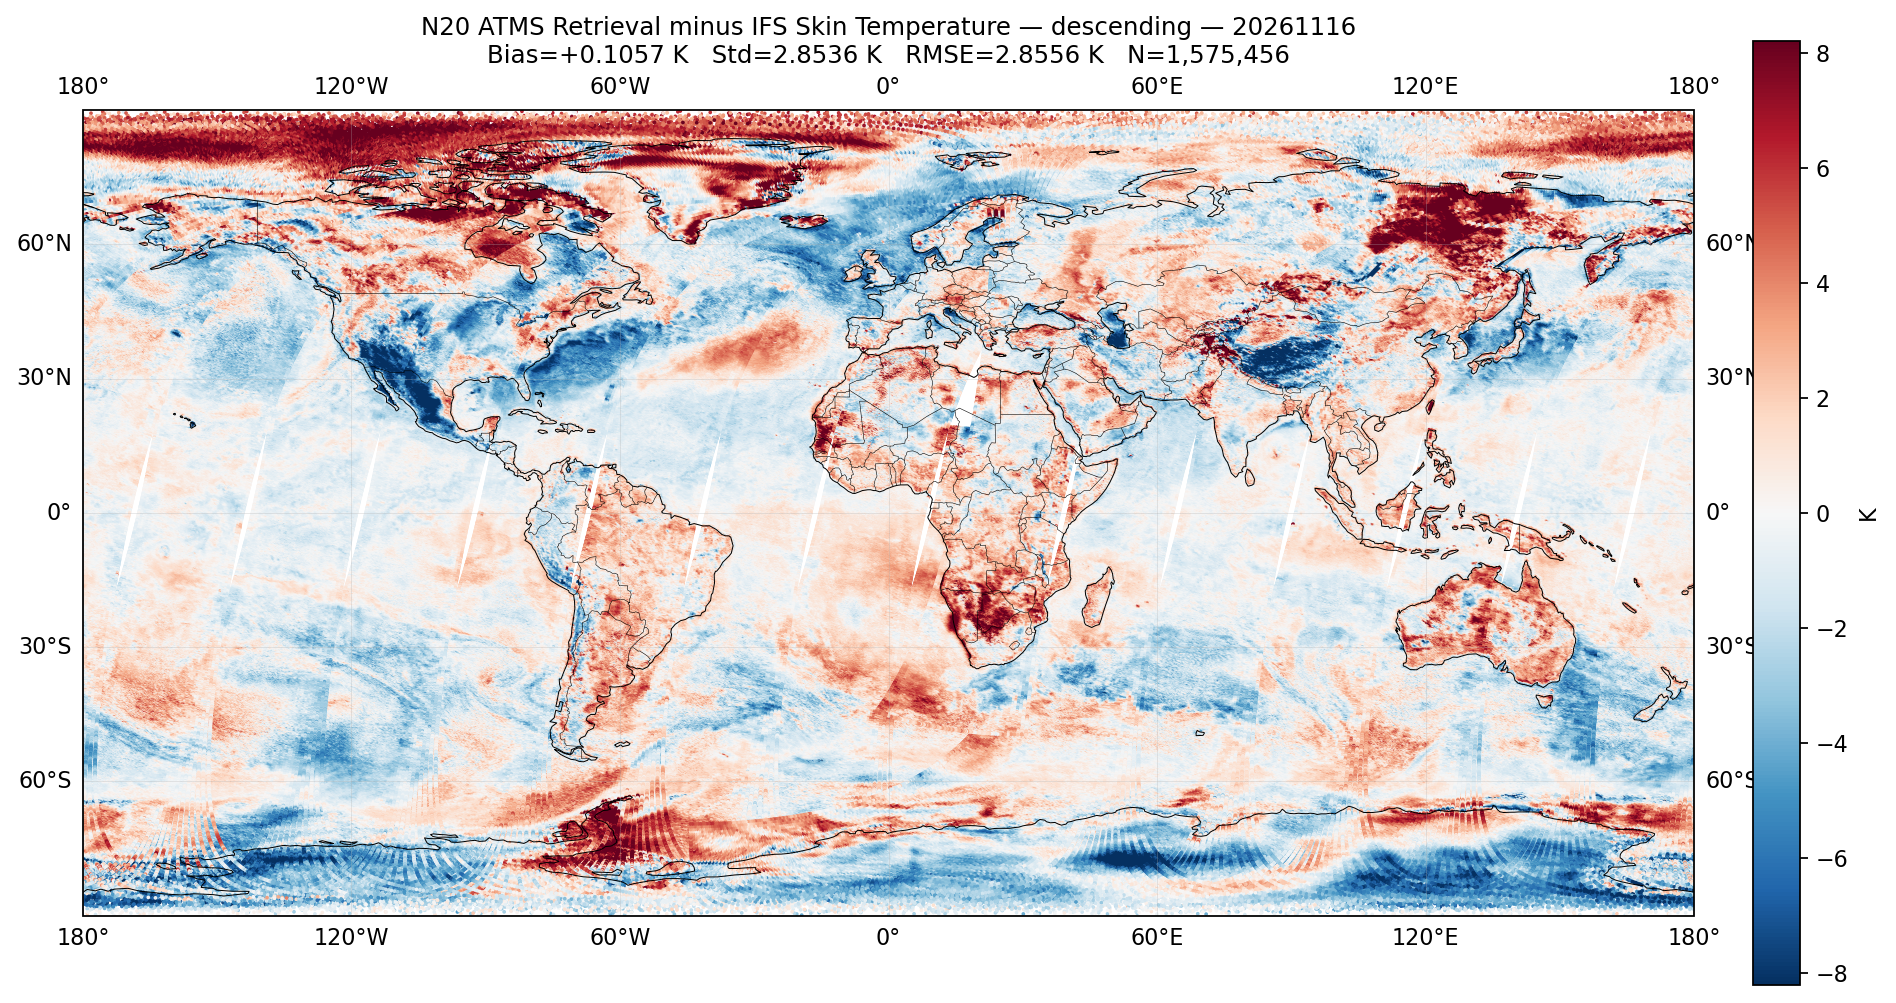 N20 ATMS Retrieval minus IFS Skin Temperature — descending — 20261116
Bias=+0.1057 K   Std=2.8536 K   RMSE=2.8556 K   N=1,575,456
180° 120°W 60°W 0° 60°E 120°E 180°
60°N 60°N
30°N 30°N
0° 0°
30°S 30°S
60°S 60°S
180° 120°W 60°W 0° 60°E 120°E 180°
8
6
4
2
0
−2
−4
−6
−8
K